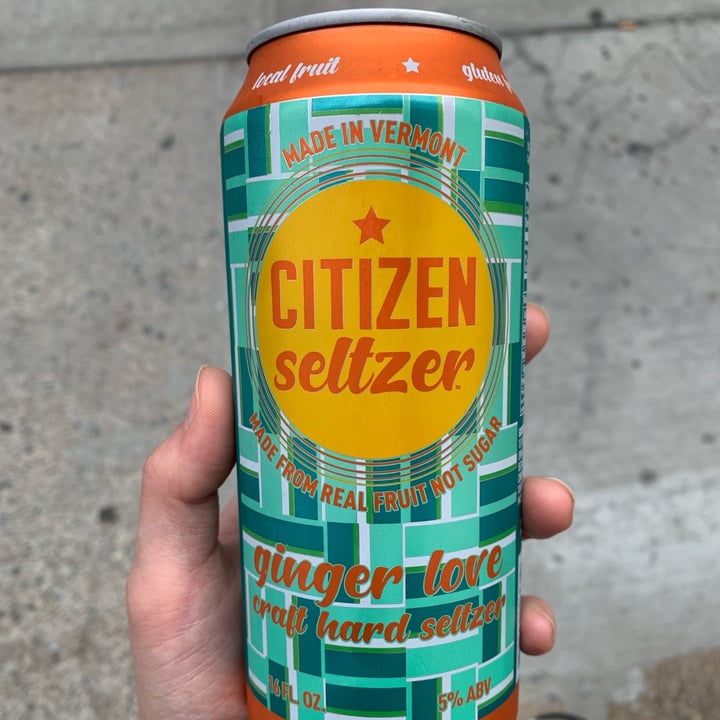 local fruit
MADE IN VERMONT
CITIZEN
seltzer™
MADE FROM REAL FRUIT NOT SUGAR
ginger love
craft hard seltzer
16 FL. OZ.
5% ABV